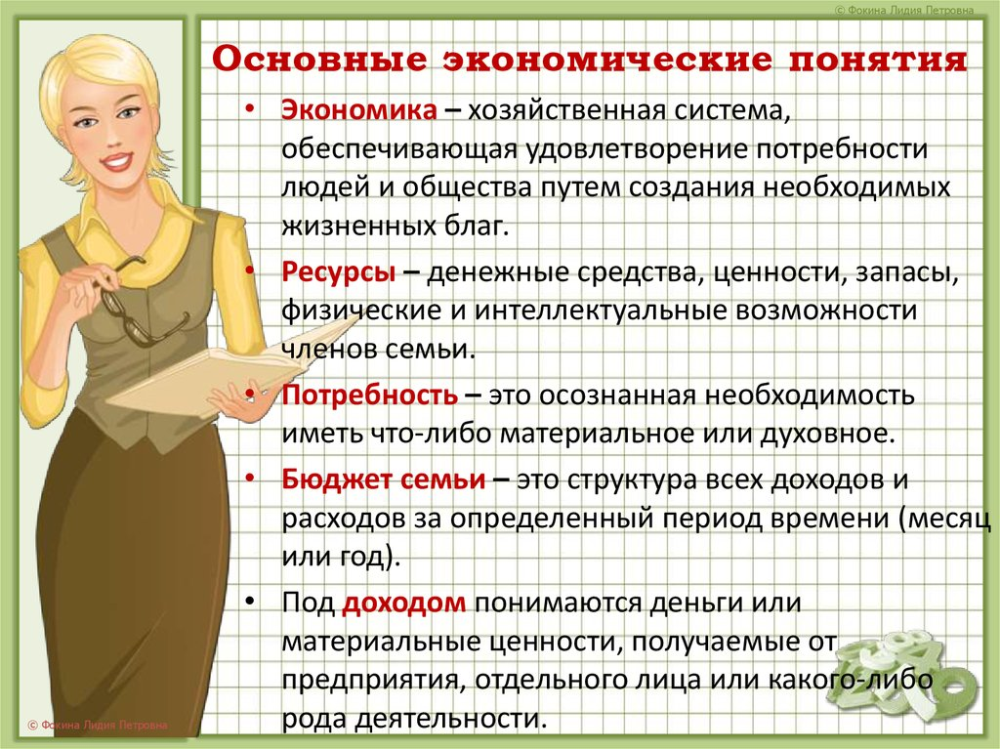 © Фокина Лидия Петровна
Основные экономические понятия
• Экономика – хозяйственная система,
обеспечивающая удовлетворение потребности
людей и общества путем создания необходимых
жизненных благ.
• Ресурсы – денежные средства, ценности, запасы,
физические и интеллектуальные возможности
членов семьи.
• Потребность – это осознанная необходимость
иметь что-либо материальное или духовное.
• Бюджет семьи – это структура всех доходов и
расходов за определенный период времени (месяц
или год).
• Под доходом понимаются деньги или
материальные ценности, получаемые от
предприятия, отдельного лица или какого-либо
рода деятельности.
© Фокина Лидия Петровна